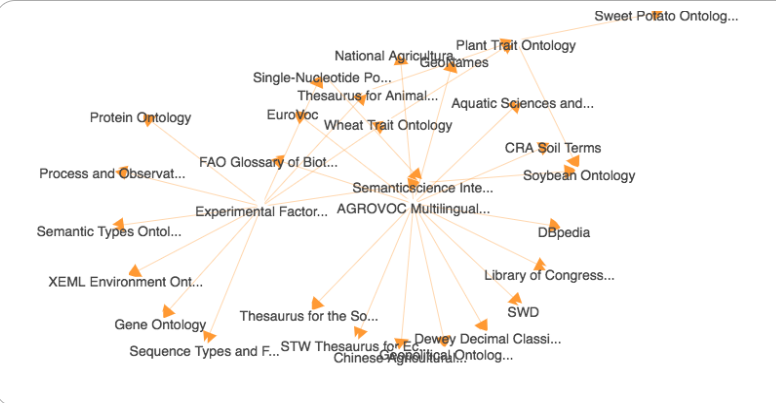 Sweet Potato Ontolog...
Plant Trait Ontology
National Agricultura...
GeoNames
Single-Nucleotide Po...
Thesaurus for Animal...
Aquatic Sciences and...
Protein Ontology
EuroVoc
Wheat Trait Ontology
CRA Soil Terms
FAO Glossary of Biot...
Process and Observat...
Soybean Ontology
Semanticscience Inte...
Experimental Factor...
AGROVOC Multilingual...
Semantic Types Ontol...
DBpedia
Library of Congress...
XEML Environment Ont...
SWD
Thesaurus for the So...
Gene Ontology
Dewey Decimal Classi...
STW Thesaurus for Ec...
Sequence Types and F...
Geopolitical Ontolog...
Chinese Agricultural...